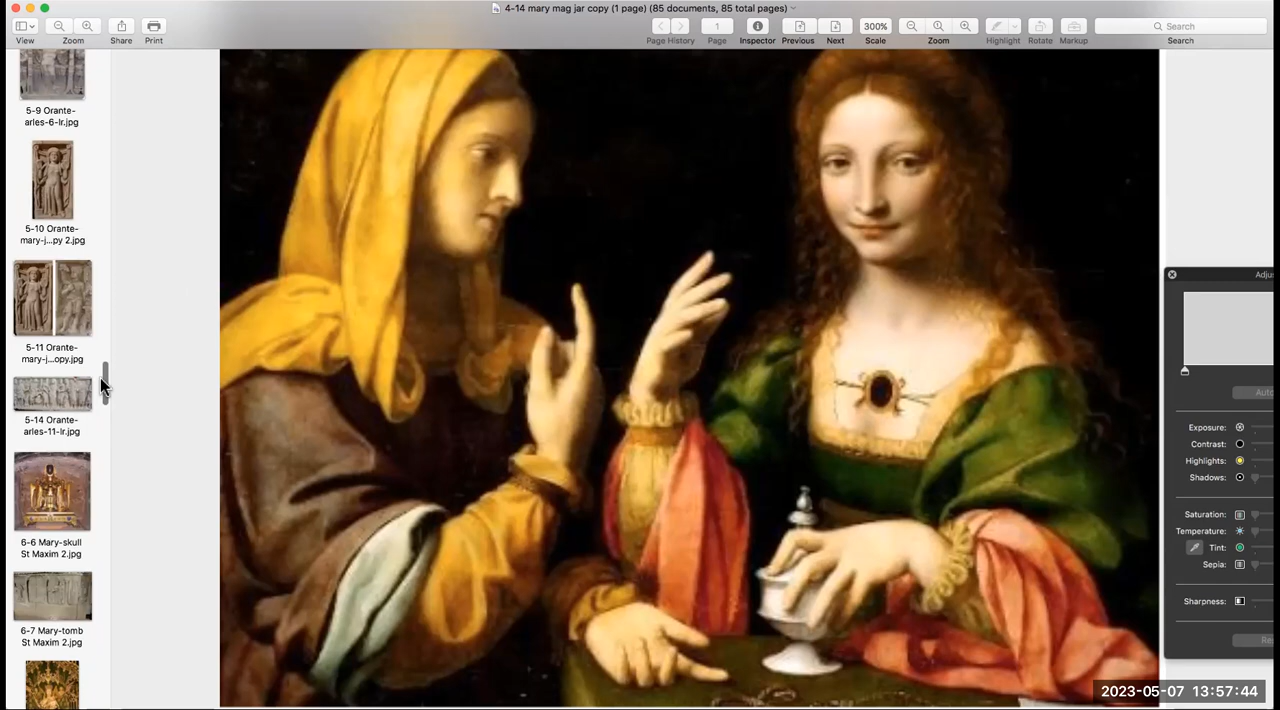 4-14 mary mag jar copy (1 page) (85 documents, 85 total pages)
View
Zoom
Share
Print
Page History
1
Page
Inspector
Previous
Next
300%
Scale
Zoom
Highlight
Rotate
Markup
Search
Search
5-9 Orante-
arles-6-lr.jpg
5-10 Orante-
mary-j...py 2.jpg
5-11 Orante-
mary-j...opy.jpg
5-14 Orante-
arles-11-lr.jpg
6-6 Mary-skull
St Maxim 2.jpg
6-7 Mary-tomb
St Maxim 2.jpg
Adju
Auto
Exposure:
Contrast:
Highlights:
Shadows:
Saturation:
Temperature:
Tint:
Sepia:
Sharpness:
Re
2023-05-07 13:57:44